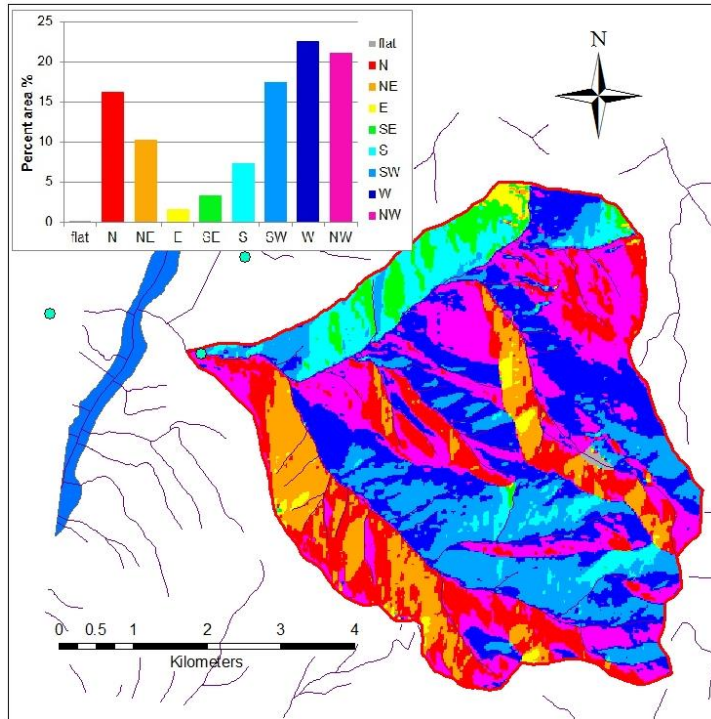 25
20
15
10
5
0
Percent area %
flat N NE E SE S SW W NW
flat
N
NE
E
SE
S
SW
W
NW
N
0 0.5 1 2 3 4
Kilometers